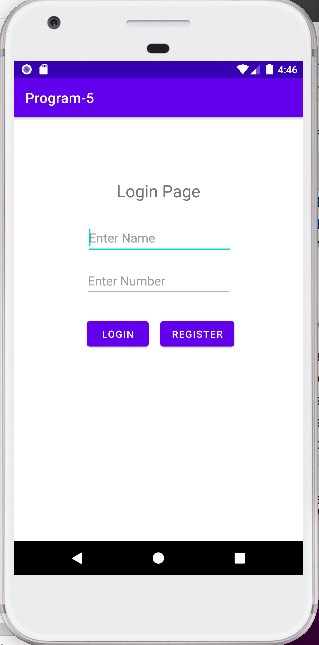 4:46
Program-5
Login Page
Enter Name
Enter Number
LOGIN REGISTER